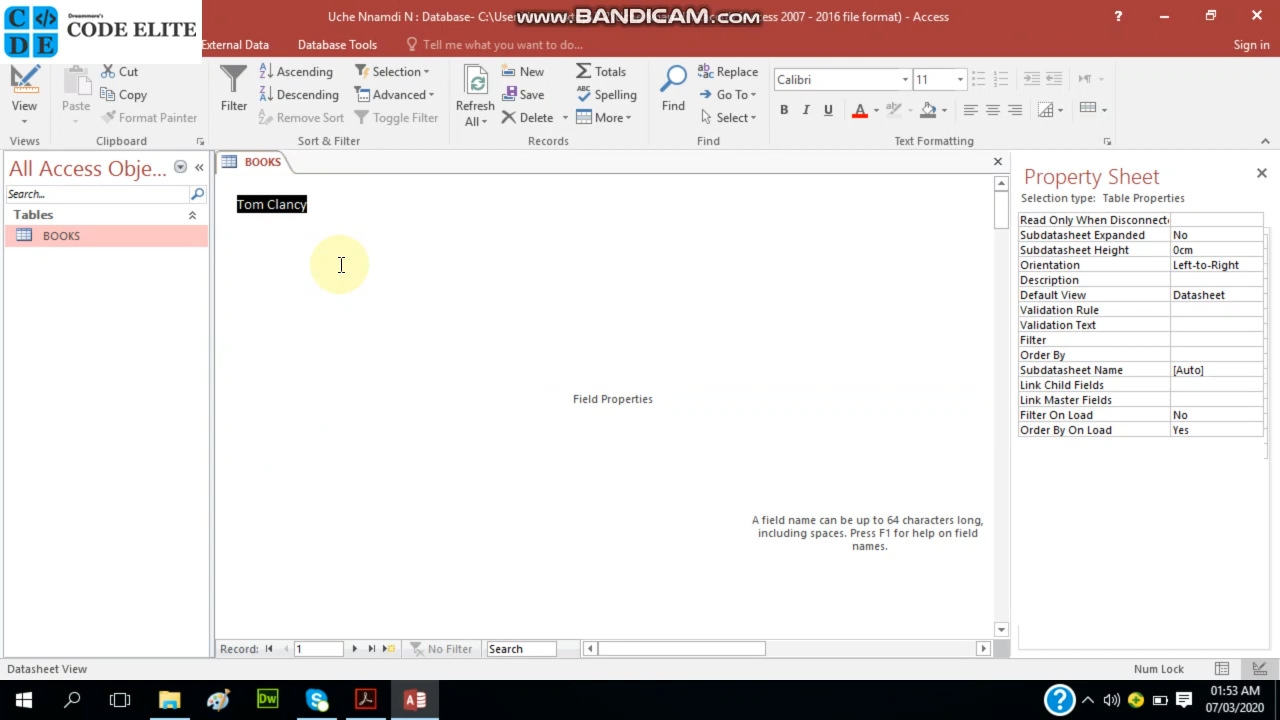 Dreammore's
CODE ELITE
C </> D E
Uche Nnamdi N : Database- C:\Users
www.BANDICAM.com
ess 2007 - 2016 file format) - Access
?
External Data
Database Tools
Tell me what you want to do...
Sign in
View
Paste
Cut
Copy
Format Painter
Filter
Ascending
Descending
Remove Sort
Selection
Advanced
Toggle Filter
Refresh
All
New
Save
Delete
Totals
Spelling
More
Find
Replace
Go To
Select
Calibri
11
B I U
Views
Clipboard
Sort & Filter
Records
Find
Text Formatting
All Access Obje...
Search...
Tables
BOOKS
BOOKS
Tom Clancy
Field Properties
A field name can be up to 64 characters long,
including spaces. Press F1 for help on field
names.
Record:
1
No Filter
Search
Property Sheet
Selection type: Table Properties
Read Only When Disconnect
Subdatasheet Expanded No
Subdatasheet Height 0cm
Orientation Left-to-Right
Description
Default View Datasheet
Validation Rule
Validation Text
Filter
Order By
Subdatasheet Name [Auto]
Link Child Fields
Link Master Fields
Filter On Load No
Order By On Load Yes
Datasheet View
Num Lock
Dw
01:53 AM
07/03/2020